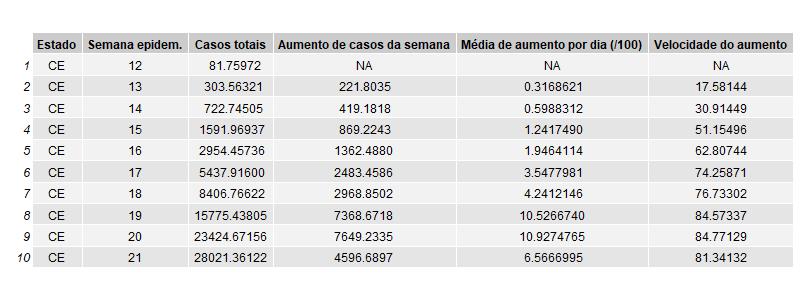 Estado Semana epidem. Casos totais Aumento de casos da semana Média de aumento por dia (/100) Velocidade do aumento
1 CE 12 81.75972 NA NA NA
2 CE 13 303.56321 221.8035 0.3168621 17.58144
3 CE 14 722.74505 419.1818 0.5988312 30.91449
4 CE 15 1591.96937 869.2243 1.2417490 51.15496
5 CE 16 2954.45736 1362.4880 1.9464114 62.80744
6 CE 17 5437.91600 2483.4586 3.5477981 74.25871
7 CE 18 8406.76622 2968.8502 4.2412146 76.73302
8 CE 19 15775.43805 7368.6718 10.5266740 84.57337
9 CE 20 23424.67156 7649.2335 10.9274765 84.77129
10 CE 21 28021.36122 4596.6897 6.5666995 81.34132